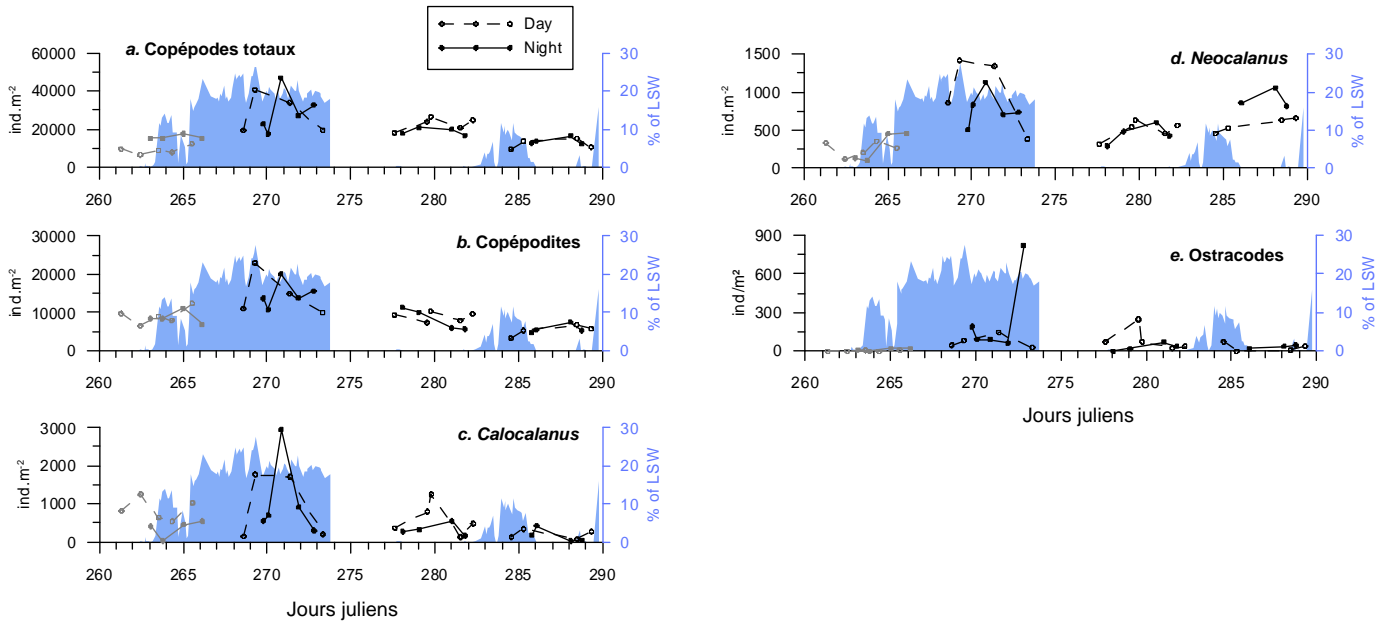 Day
Night
a. Copépodes totaux
ind.m-2
60000
40000
20000
0
30
20
10
0
% of LSW
260 265 270 275 280 285 290
b. Copépodites
ind.m-2
30000
20000
10000
0
30
20
10
0
% of LSW
260 265 270 275 280 285 290
c. Calocalanus
ind.m-2
3000
2000
1000
0
30
20
10
0
% of LSW
260 265 270 275 280 285 290
Jours juliens
d. Neocalanus
ind.m-2
1500
1000
500
0
30
20
10
0
% of LSW
260 265 270 275 280 285 290
e. Ostracodes
ind/m²
900
600
300
0
30
20
10
0
% of LSW
260 265 270 275 280 285 290
Jours juliens